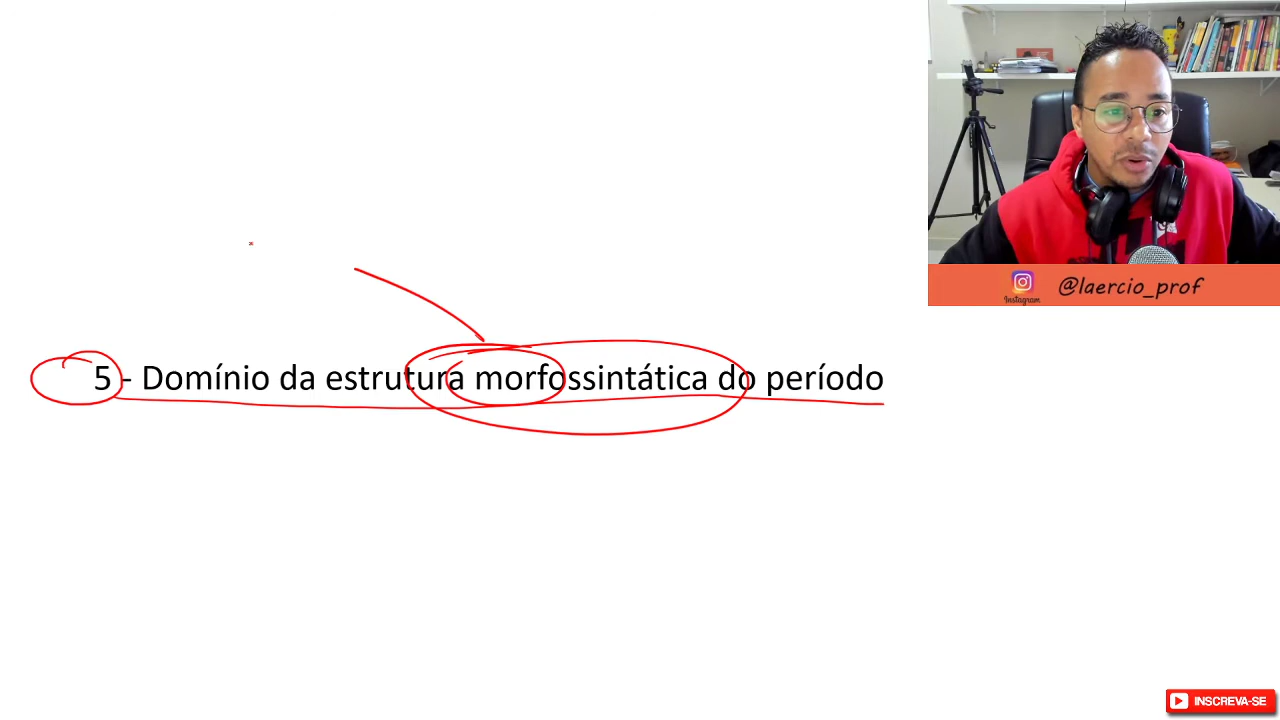 5 - Domínio da estrutura morfossintática do período
Instagram
@laercio_prof
INSCREVA-SE